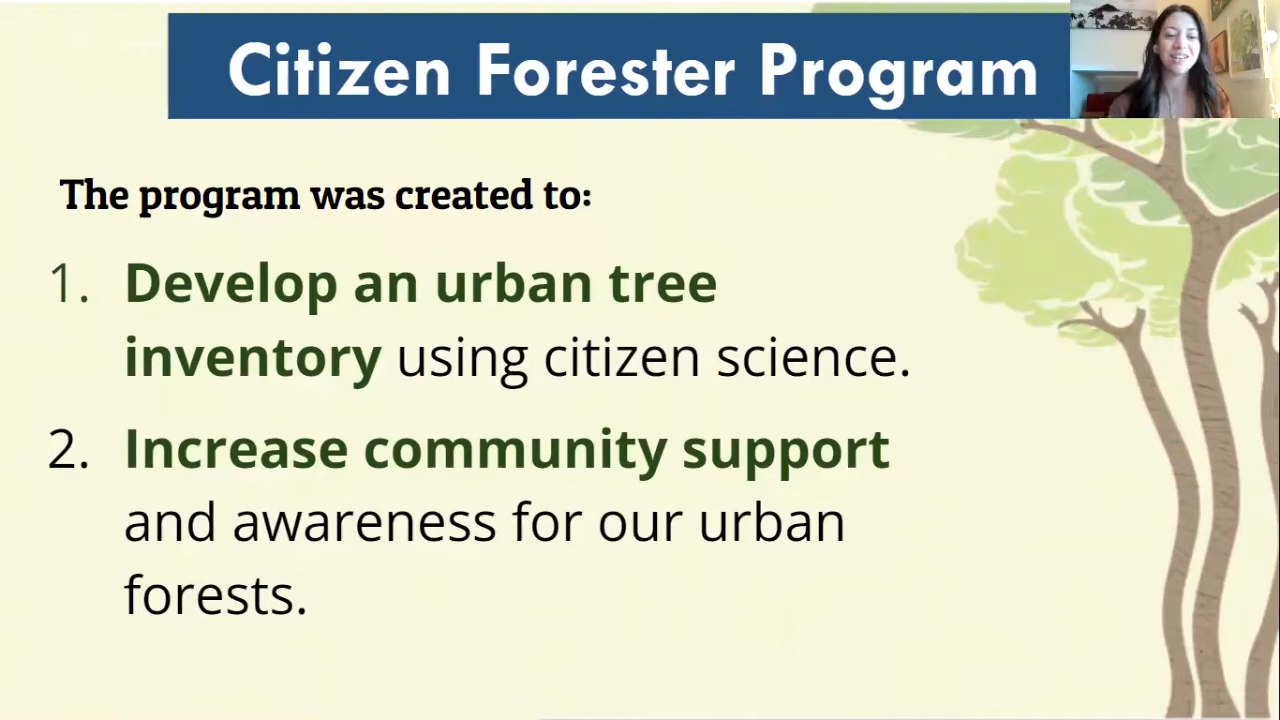 Citizen Forester Program
The program was created to:
1. Develop an urban tree
inventory using citizen science.
2. Increase community support
and awareness for our urban
forests.